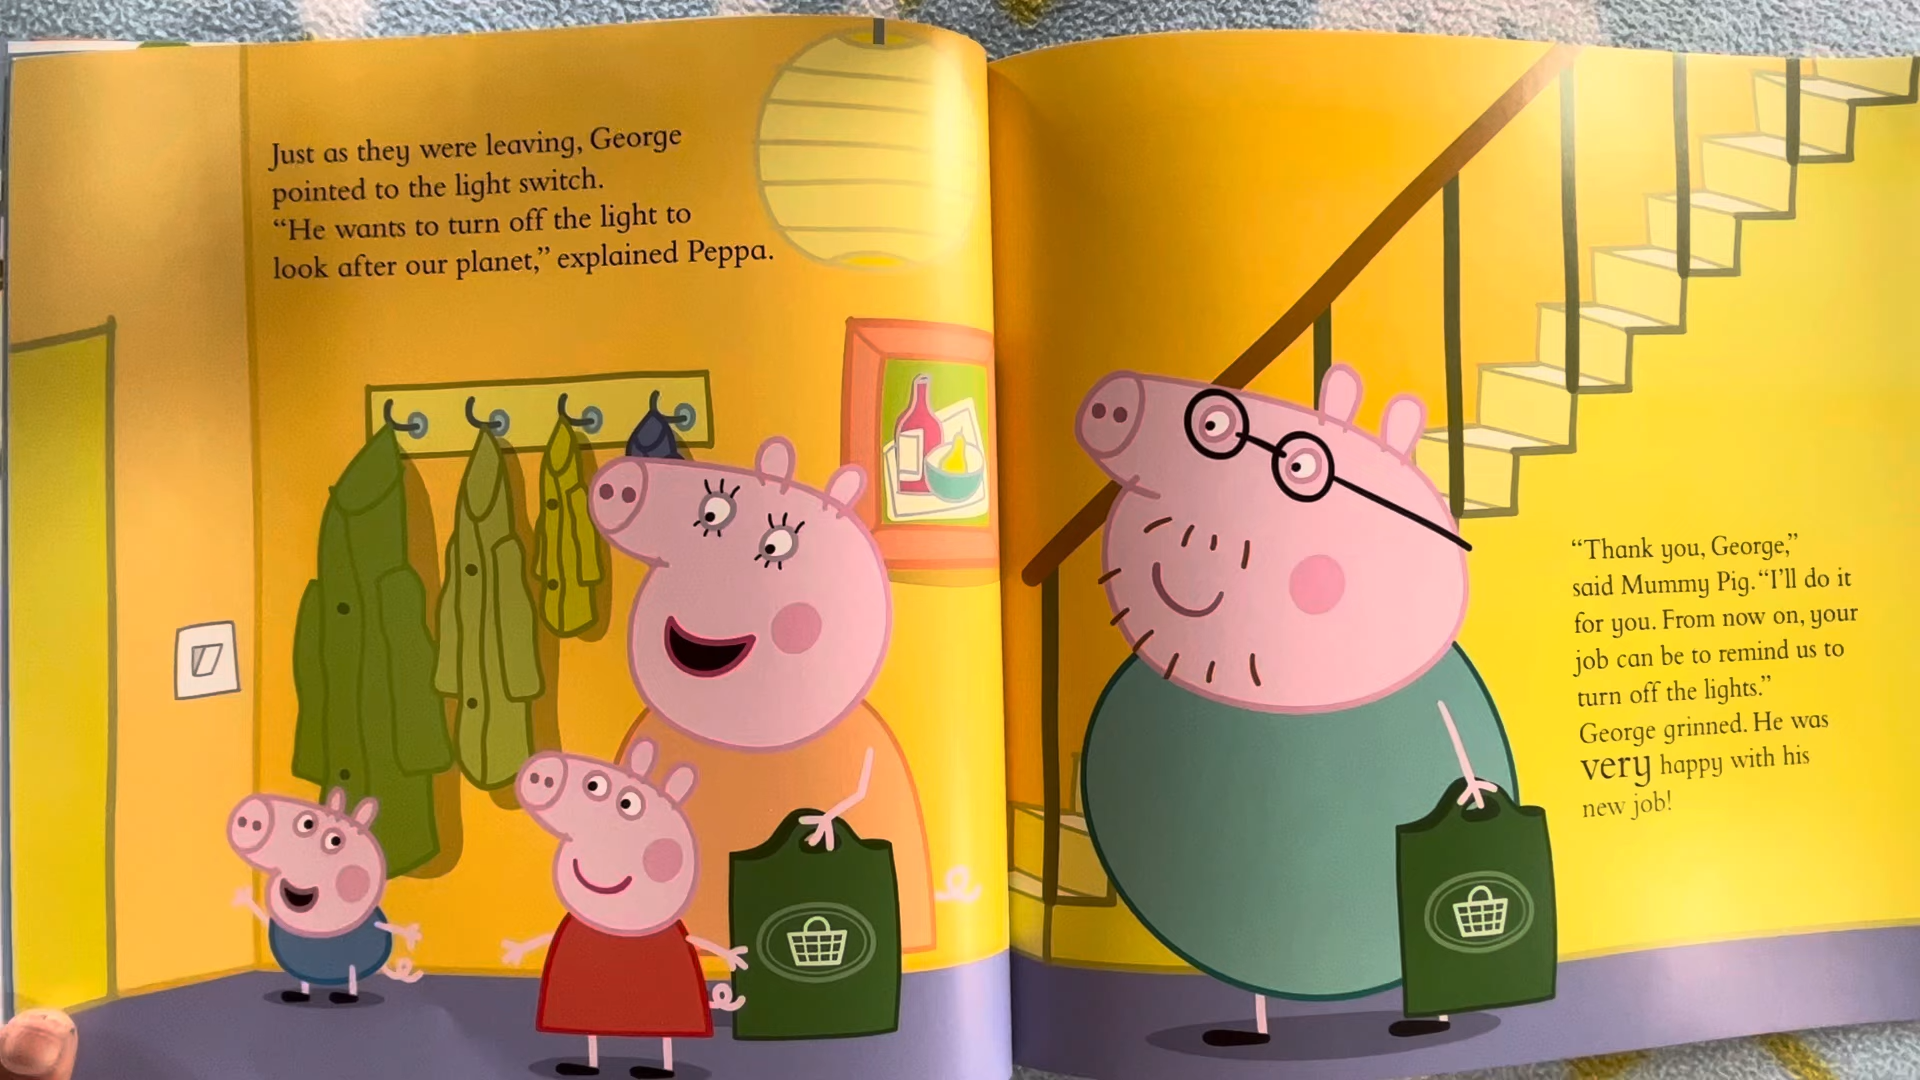 Just as they were leaving, George
pointed to the light switch.
“He wants to turn off the light to
look after our planet,” explained Peppa.
“Thank you, George,”
said Mummy Pig. “I’ll do it
for you. From now on, your
job can be to remind us to
turn off the lights.”
George grinned. He was
very happy with his
new job!